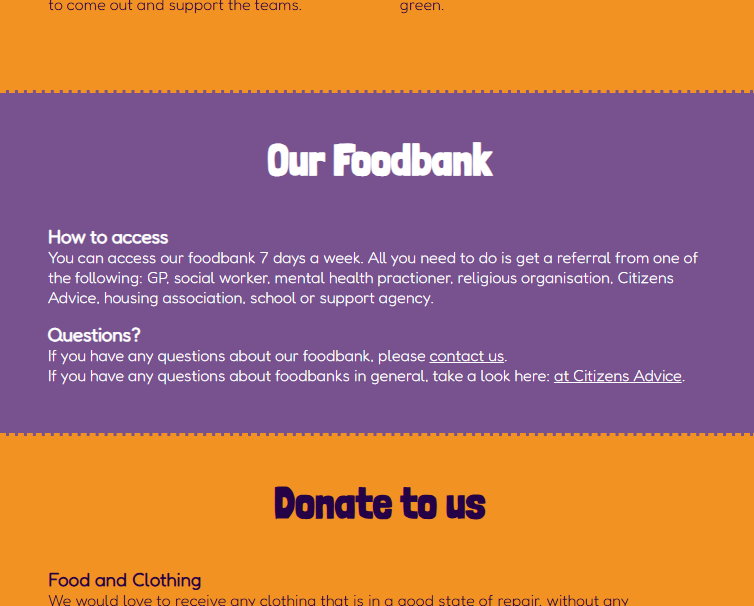 to come out and support the teams.
green.
Our Foodbank
How to access
You can access our foodbank 7 days a week. All you need to do is get a referral from one of
the following: GP, social worker, mental health practioner, religious organisation, Citizens
Advice, housing association, school or support agency.
Questions?
If you have any questions about our foodbank, please contact us.
If you have any questions about foodbanks in general, take a look here: at Citizens Advice.
Donate to us
Food and Clothing
We would love to receive any clothing that is in a good state of repair, without any